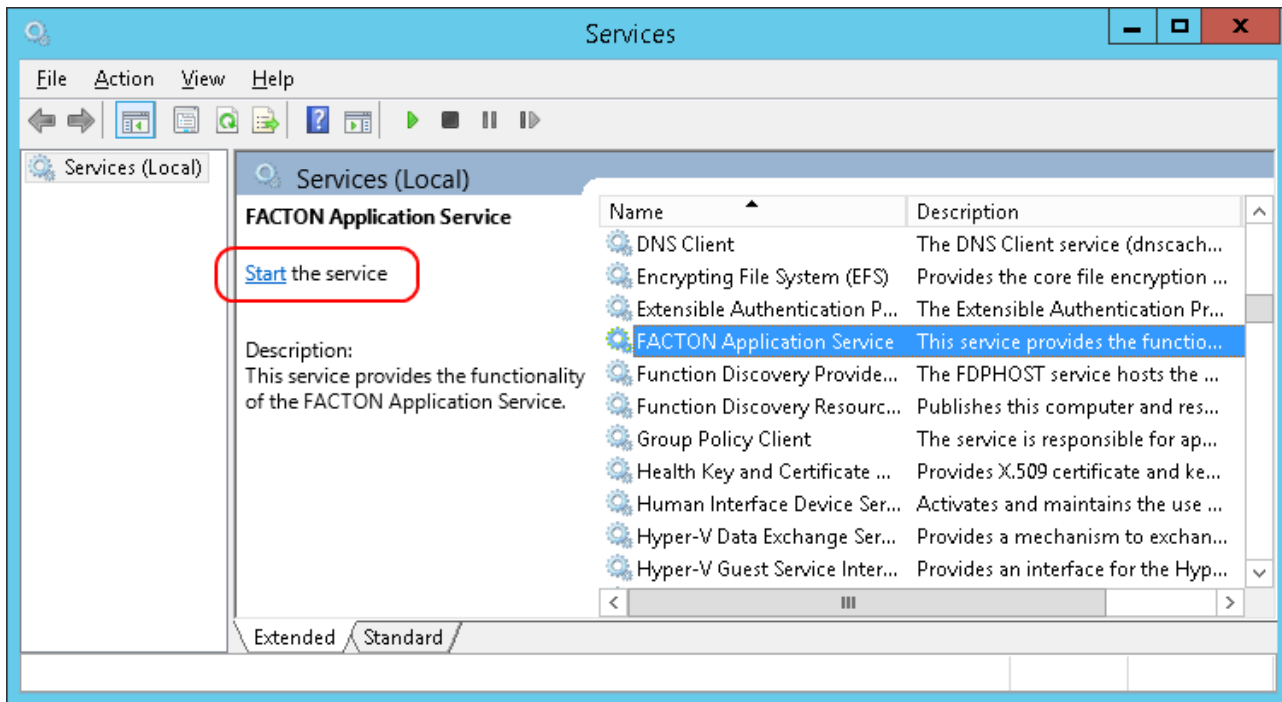 Services
File Action View Help
Services (Local)
Services (Local)
FACTON Application Service
Start the service
Description:
This service provides the functionality
of the FACTON Application Service.
Name Description
DNS Client The DNS Client service (dnscach...
Encrypting File System (EFS) Provides the core file encryption ...
Extensible Authentication P... The Extensible Authentication Pr...
FACTON Application Service This service provides the functio...
Function Discovery Provide... The FDPHOST service hosts the ...
Function Discovery Resourc... Publishes this computer and res...
Group Policy Client The service is responsible for ap...
Health Key and Certificate ... Provides X.509 certificate and ke...
Human Interface Device Ser... Activates and maintains the use ...
Hyper-V Data Exchange Ser... Provides a mechanism to exchan...
Hyper-V Guest Service Inter... Provides an interface for the Hyp...
Extended Standard